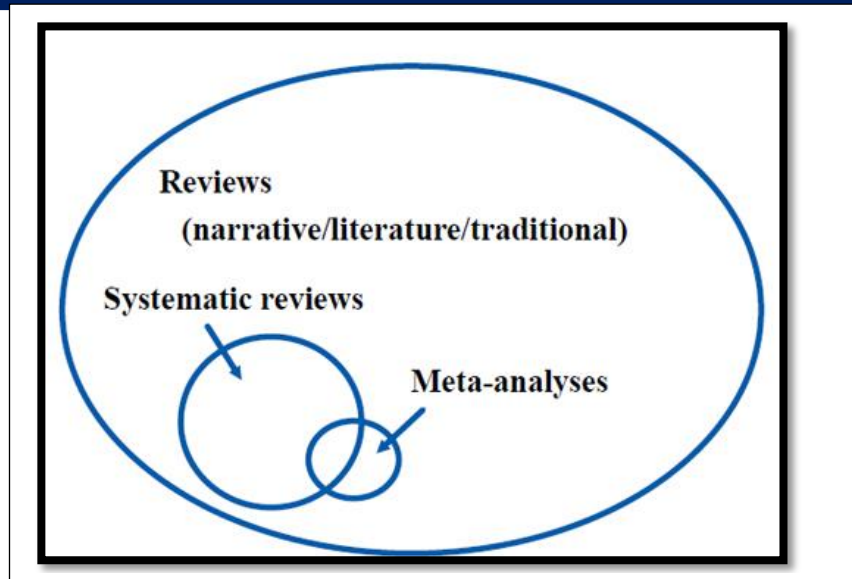 Reviews
(narrative/literature/traditional)
Systematic reviews
Meta-analyses